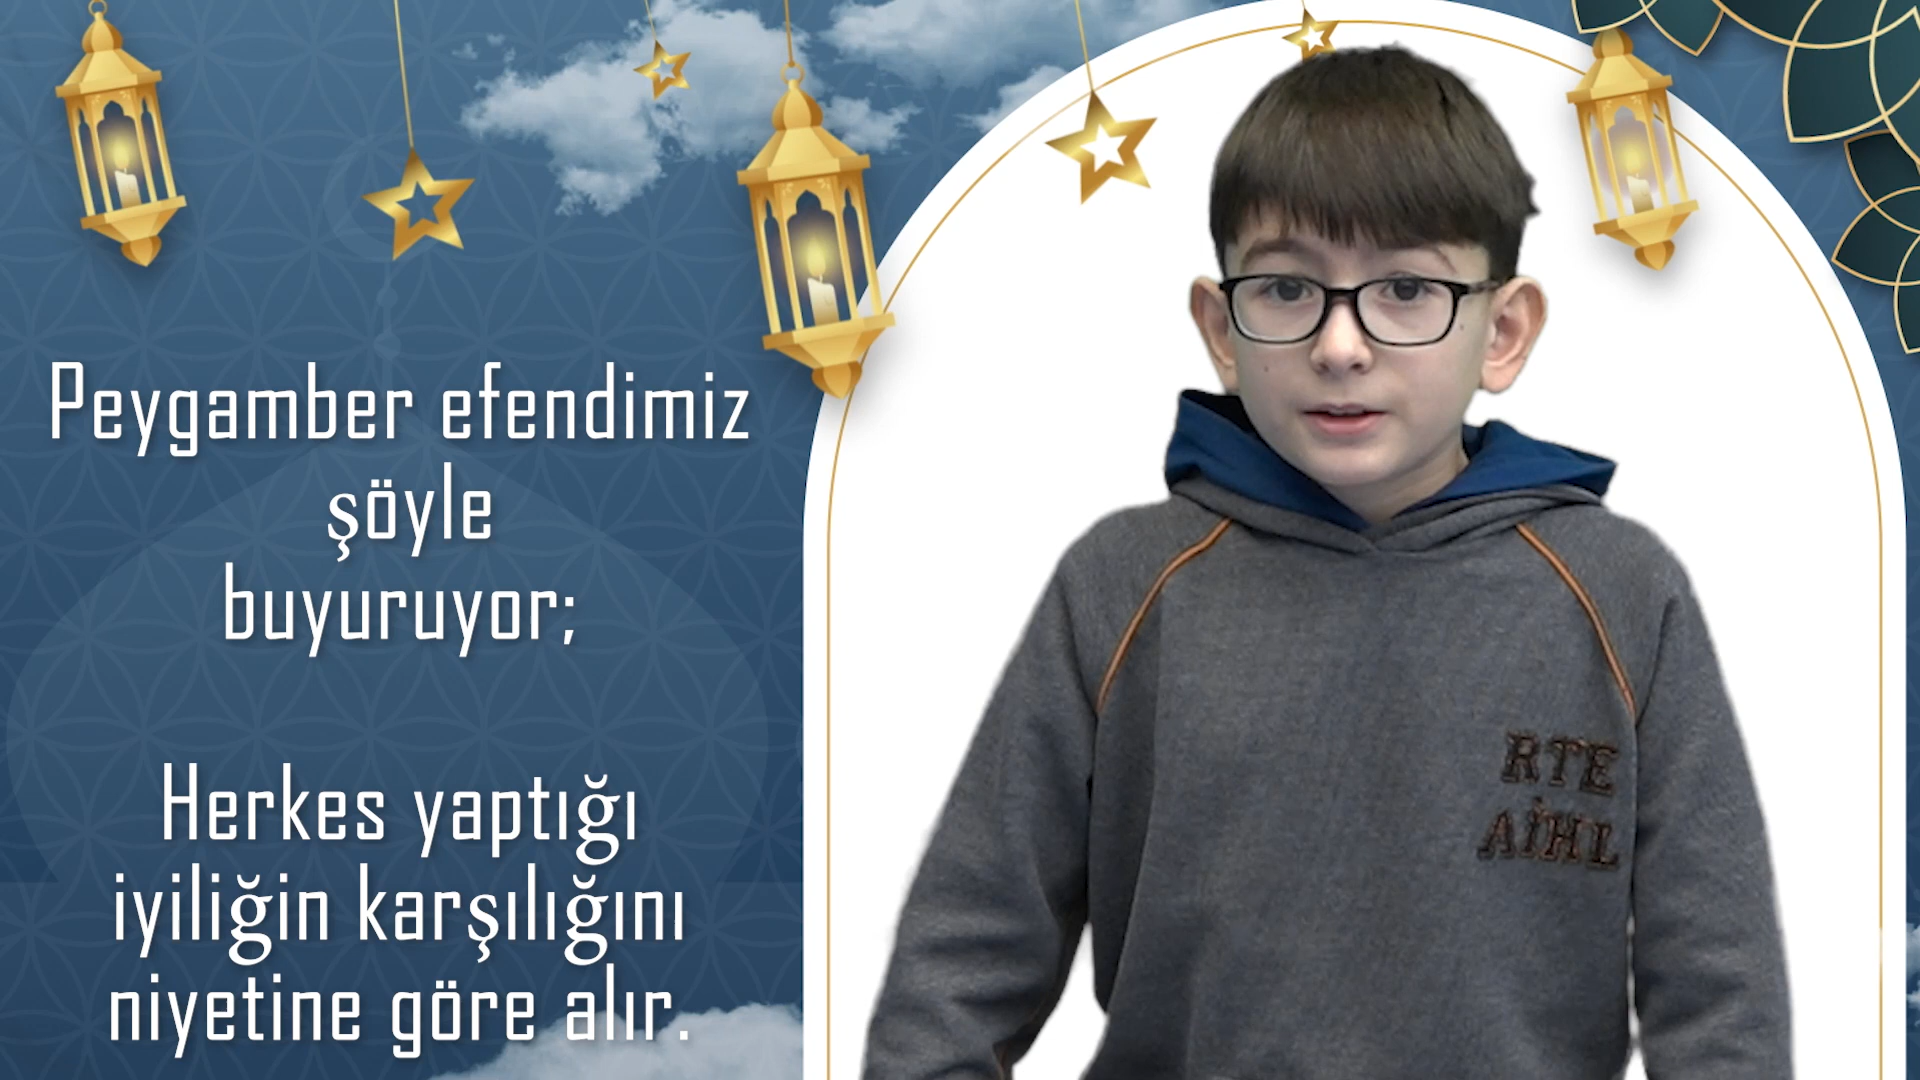 Peygamber efendimiz
şöyle
buyuruyor;
Herkes yaptığı
iyiliğin karşılığını
niyetine göre alır.
RTE
AİHL